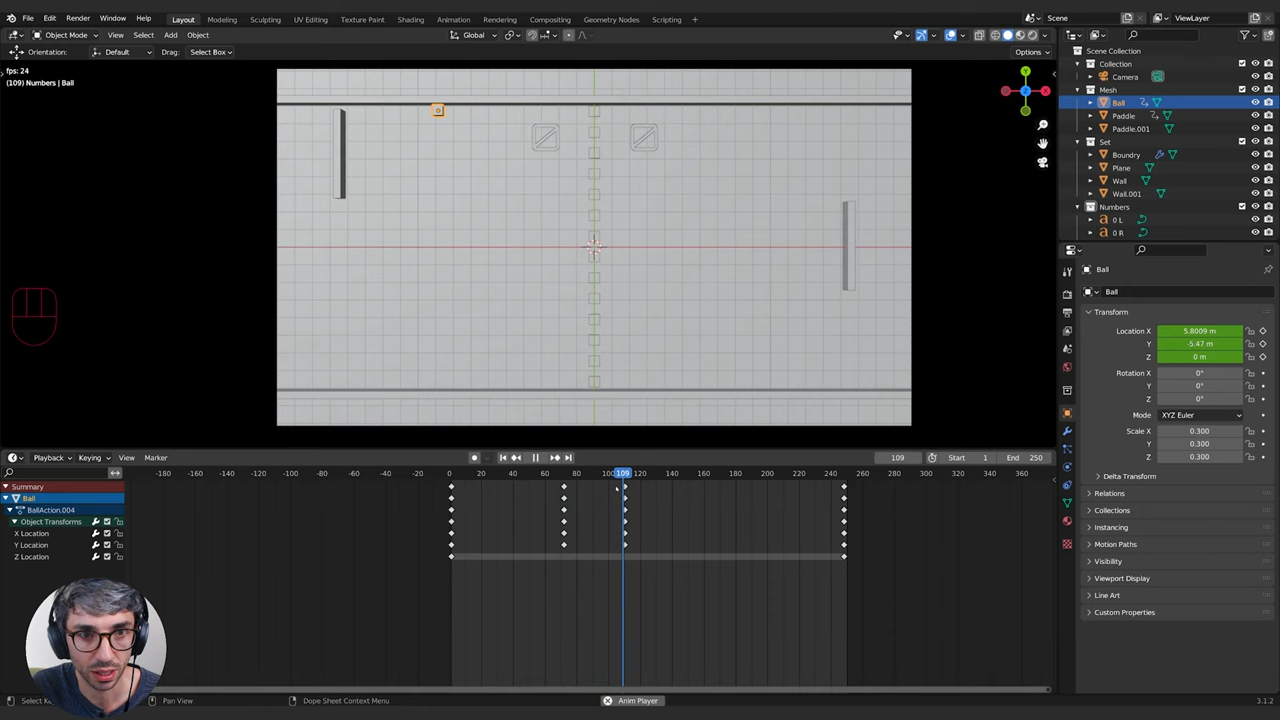 File Edit Render Window Help Layout Modeling Sculpting UV Editing Texture Paint Shading Animation Rendering Compositing Geometry Nodes Scripting + Scene ViewLayer
Object Mode View Select Add Object Global
Orientation: Default Drag: Select Box Options
fps: 24
(109) Numbers | Ball
Y
X
Z
Scene Collection
Collection
Camera
Mesh
Ball
Paddle
Paddle.001
Set
Boundry
Plane
Wall
Wall.001
Numbers
0 L
0 R
Ball
Ball
Transform
Location X 5.8009 m
Y -5.47 m
Z 0 m
Rotation X 0°
Y 0°
Z 0°
Mode XYZ Euler
Scale X 0.300
Y 0.300
Z 0.300
Delta Transform
Relations
Collections
Instancing
Motion Paths
Visibility
Viewport Display
Line Art
Custom Properties
Playback Keying View Marker 109 Start 1 End 250
-180 -160 -140 -120 -100 -80 -60 -40 -20 0 20 40 60 80 100 109 120 140 160 180 200 220 240 260 280 300 320 340 360
Summary
Ball
BallAction.004
Object Transforms
X Location
Y Location
Z Location
Pan View Dope Sheet Context Menu Anim Player 3.1.2